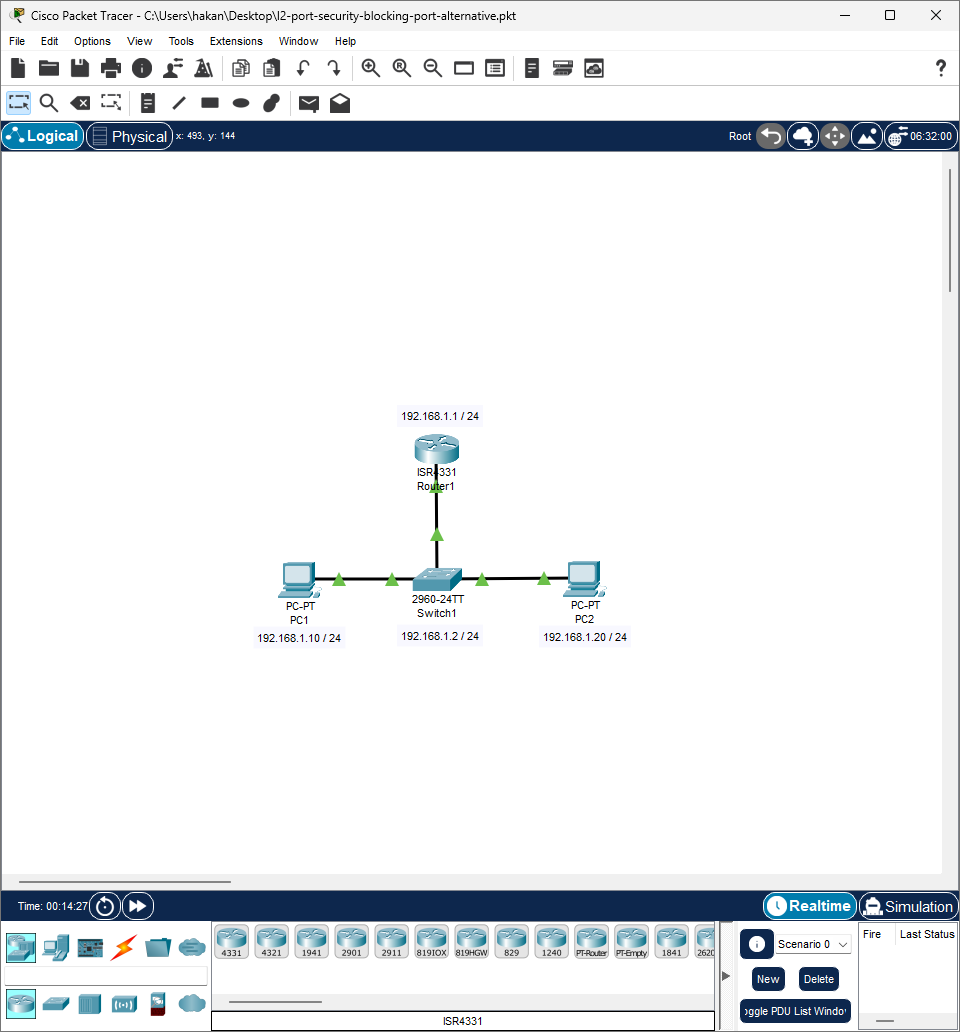 Cisco Packet Tracer - C:\Users\hakan\Desktop\l2-port-security-blocking-port-alternative.pkt
File Edit Options View Tools Extensions Window Help
Logical Physical x: 493, y: 144 Root 06:32:00
192.168.1.1 / 24
ISR4331
Router1
2960-24TT
Switch1
192.168.1.2 / 24
PC-PT
PC1
192.168.1.10 / 24
PC-PT
PC2
192.168.1.20 / 24
Time: 00:14:27 Realtime Simulation
4331 4321 1941 2901 2911 819IOX 819HGW 829 1240 PT-Router PT-Empty 1841 2620
ISR4331
Scenario 0
New Delete
oggle PDU List Window
Fire Last Status